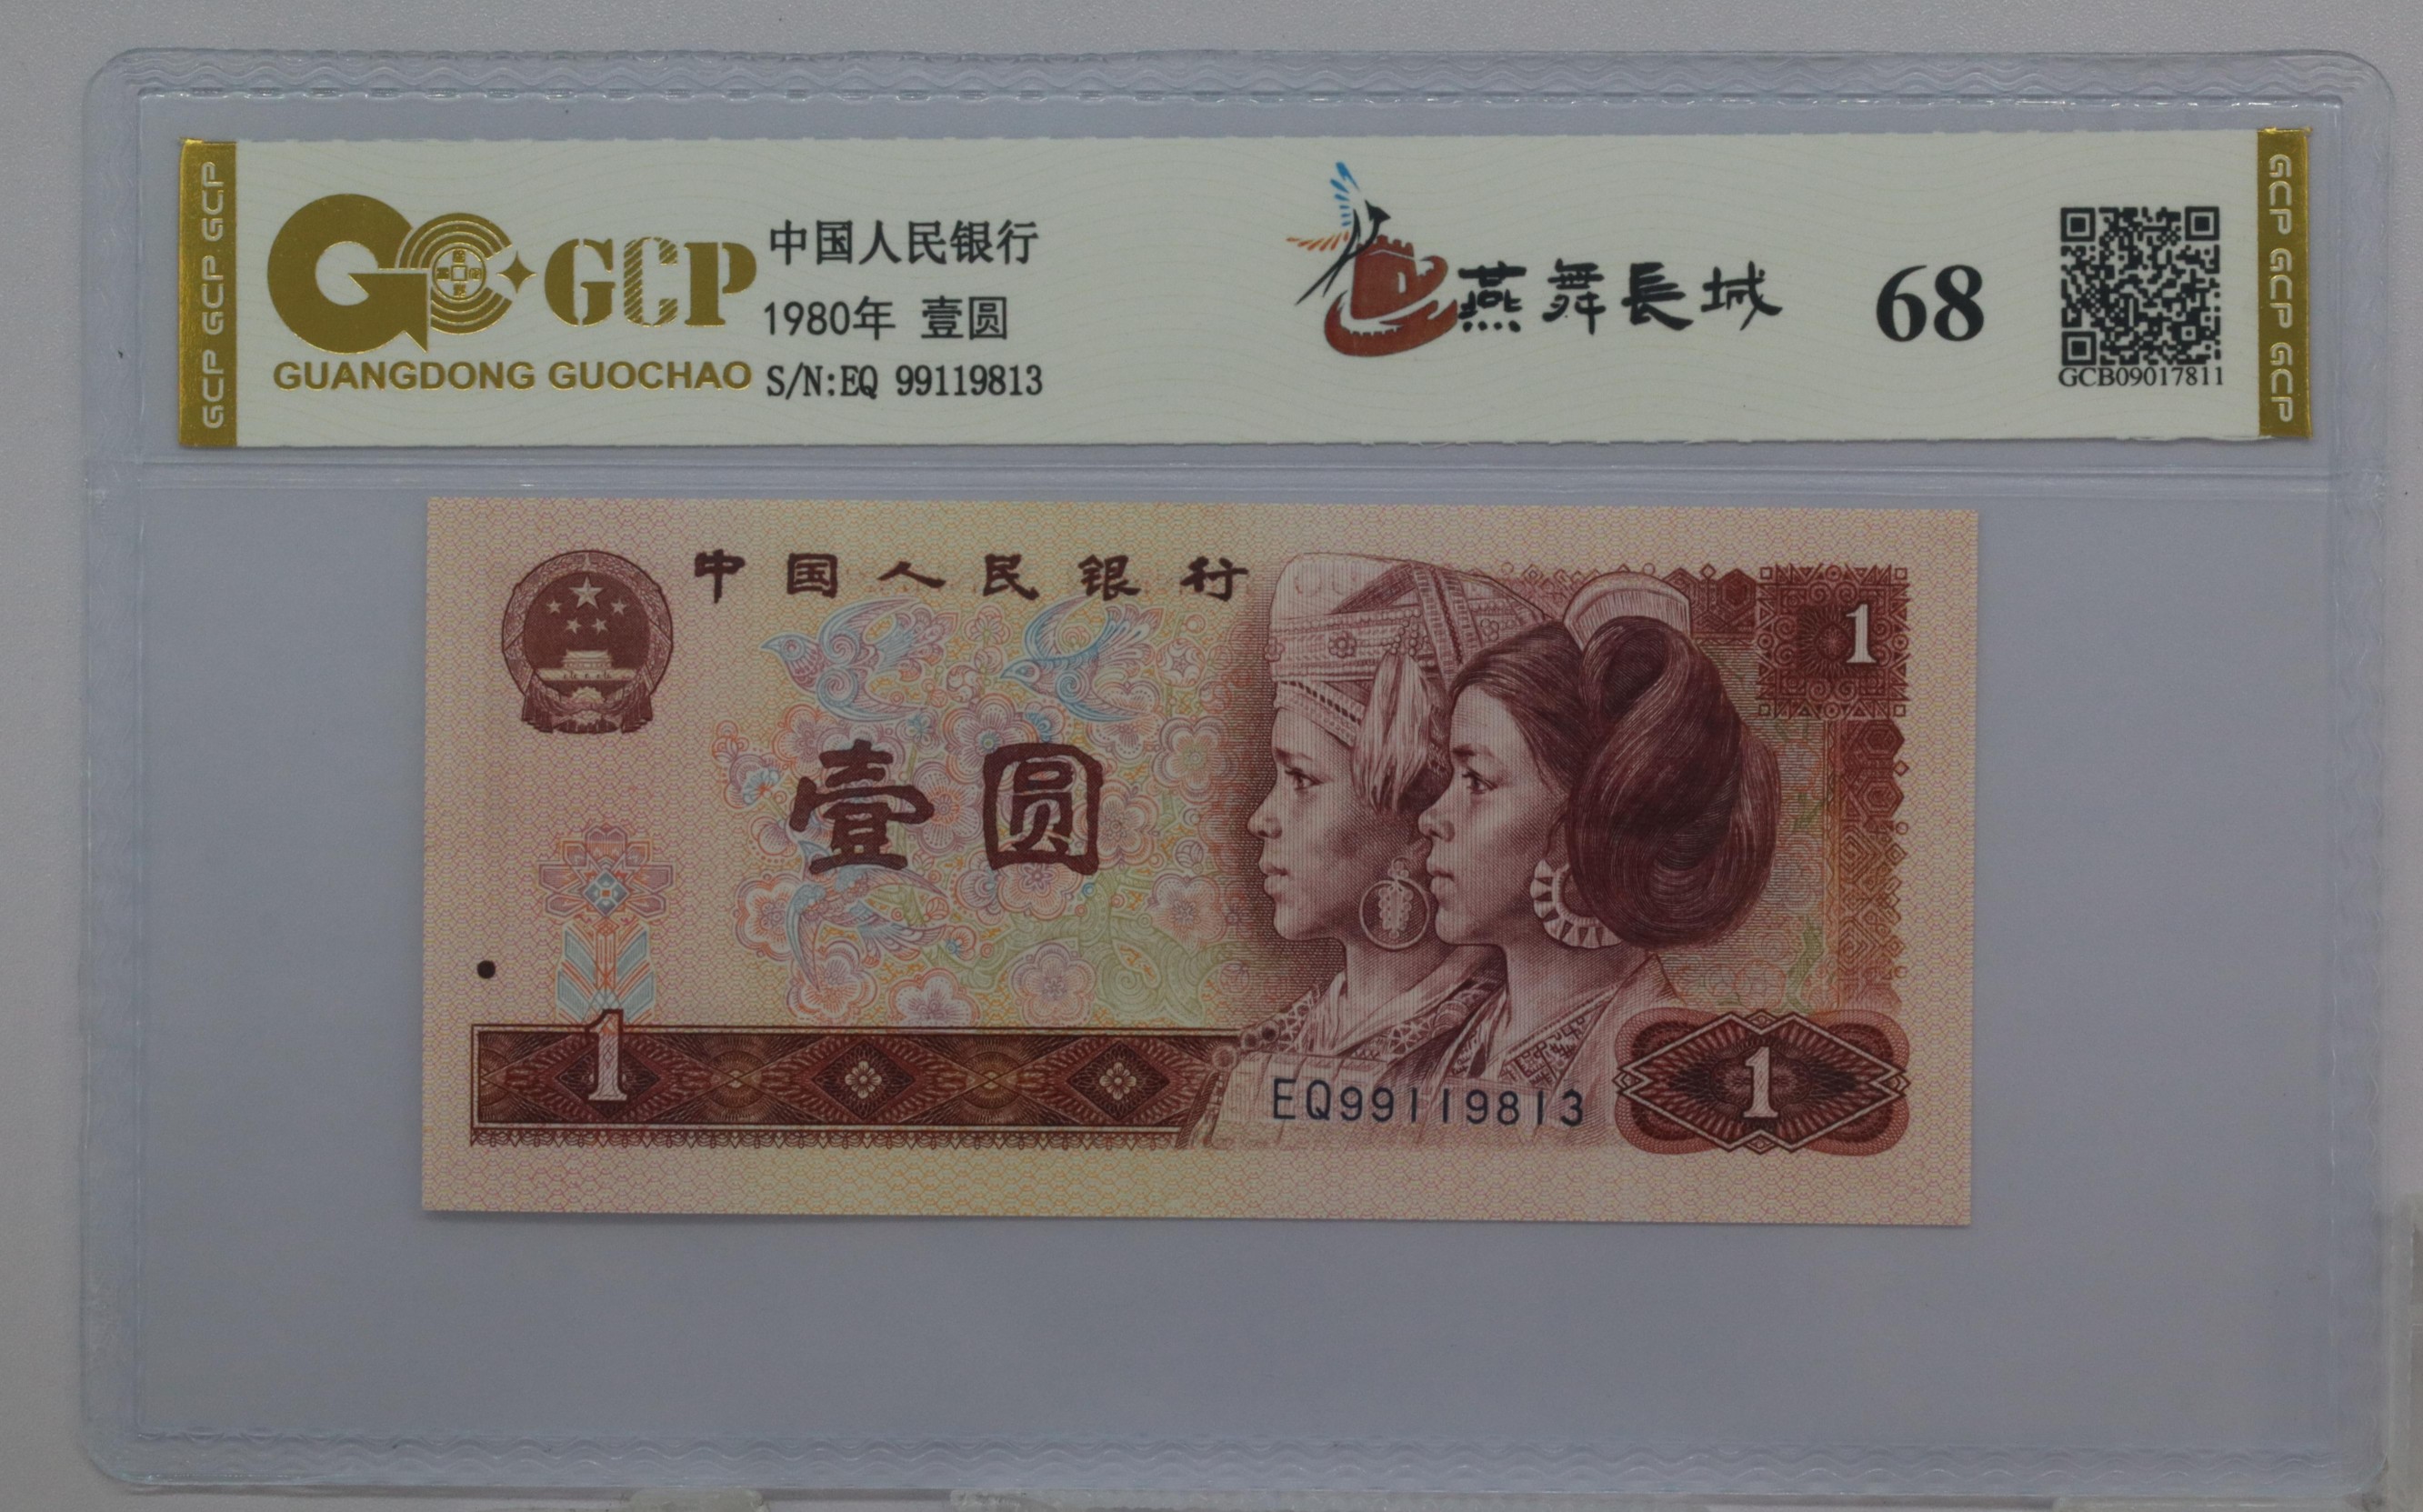 GCP GCP GCP
GCP
GUANGDONG GUOCHAO
中国人民银行
1980年 壹圆
S/N:EQ 99119813
燕舞長城
68
GCB09017811
GCP GCP GCP
中国人民银行
1
壹圆
1
EQ99119813
1